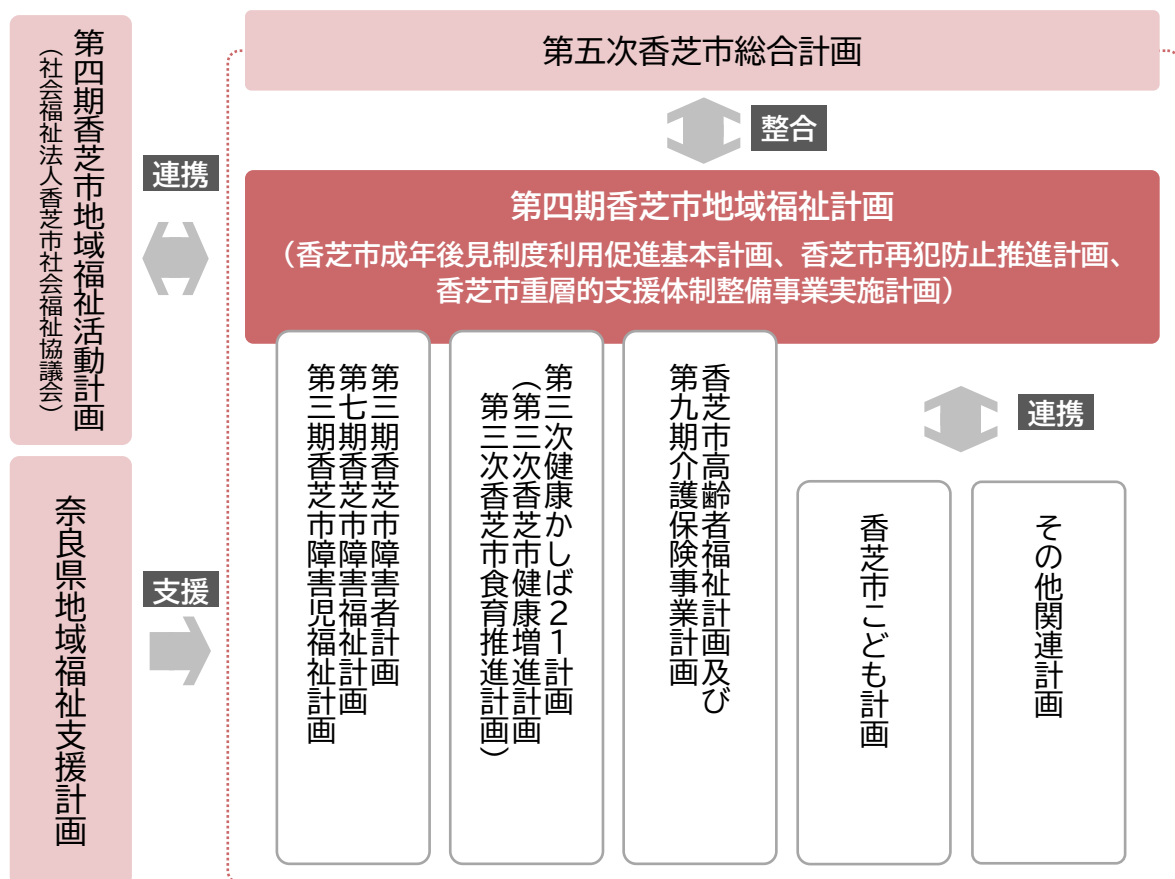 第五次香芝市総合計画
整合
第四期香芝市地域福祉計画
（香芝市成年後見制度利用促進基本計画、香芝市再犯防止推進計画、
香芝市重層的支援体制整備事業実施計画）
第四期香芝市地域福祉活動計画
（社会福祉法人香芝市社会福祉協議会）
連携
奈良県地域福祉支援計画
支援
第三期香芝市障害者計画
第七期香芝市障害福祉計画
第三期香芝市障害児福祉計画
第三次健康かしば２１計画
（第三次香芝市健康増進計画
第三次香芝市食育推進計画）
香芝市高齢者福祉計画及び
第九期介護保険事業計画
連携
香芝市こども計画
その他関連計画